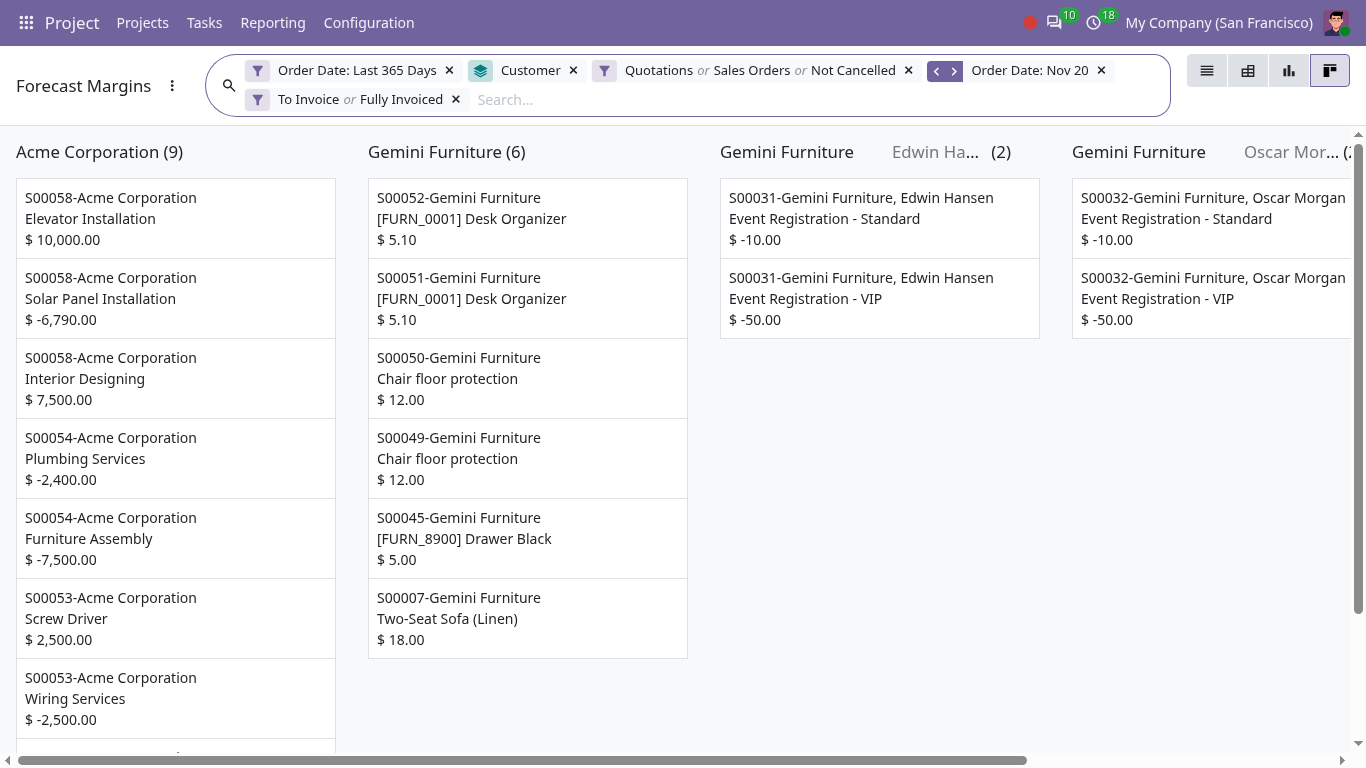 Project Projects Tasks Reporting Configuration 10 18 My Company (San Francisco)
Forecast Margins
Order Date: Last 365 Days Customer Quotations or Sales Orders or Not Cancelled Order Date: Nov 20
To Invoice or Fully Invoiced Search...
Acme Corporation (9)
S00058-Acme Corporation
Elevator Installation
$ 10,000.00
S00058-Acme Corporation
Solar Panel Installation
$ -6,790.00
S00058-Acme Corporation
Interior Designing
$ 7,500.00
S00054-Acme Corporation
Plumbing Services
$ -2,400.00
S00054-Acme Corporation
Furniture Assembly
$ -7,500.00
S00053-Acme Corporation
Screw Driver
$ 2,500.00
S00053-Acme Corporation
Wiring Services
$ -2,500.00
Gemini Furniture (6)
S00052-Gemini Furniture
[FURN_0001] Desk Organizer
$ 5.10
S00051-Gemini Furniture
[FURN_0001] Desk Organizer
$ 5.10
S00050-Gemini Furniture
Chair floor protection
$ 12.00
S00049-Gemini Furniture
Chair floor protection
$ 12.00
S00045-Gemini Furniture
[FURN_8900] Drawer Black
$ 5.00
S00007-Gemini Furniture
Two-Seat Sofa (Linen)
$ 18.00
Gemini Furniture Edwin Ha... (2)
S00031-Gemini Furniture, Edwin Hansen
Event Registration - Standard
$ -10.00
S00031-Gemini Furniture, Edwin Hansen
Event Registration - VIP
$ -50.00
Gemini Furniture Oscar Mor...
S00032-Gemini Furniture, Oscar Morgan
Event Registration - Standard
$ -10.00
S00032-Gemini Furniture, Oscar Morgan
Event Registration - VIP
$ -50.00